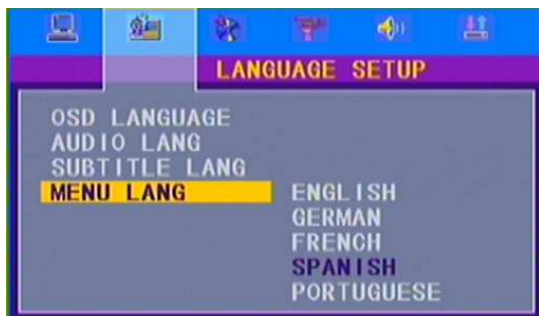 LANGUAGE SETUP
OSD LANGUAGE
AUDIO LANG
SUBTITLE LANG
MENU LANG
ENGLISH
GERMAN
FRENCH
SPANISH
PORTUGUESE